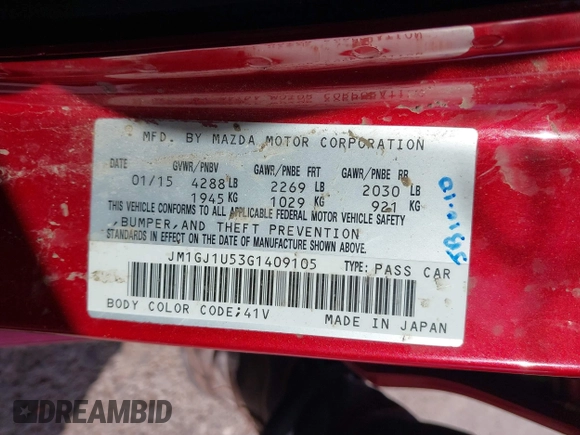 MFD. BY MAZDA MOTOR CORPORATION
DATE GVWR/PNBV GAWR/PNBE FRT GAWR/PNBE RR
01/15 4288 LB 2269 LB 2030 LB
1945 KG 1029 KG 921 KG
THIS VEHICLE CONFORMS TO ALL APPLICABLE FEDERAL MOTOR VEHICLE SAFETY
,BUMPER,AND THEFT PREVENTION
STANDARDS IN EFFECT ON THE DATE OF MANUFACTURE SHOWN ABOVE.
JM1GJ1U53G1409105 TYPE: PASS CAR
BODY COLOR CODE;41V MADE IN JAPAN
DREAMBID